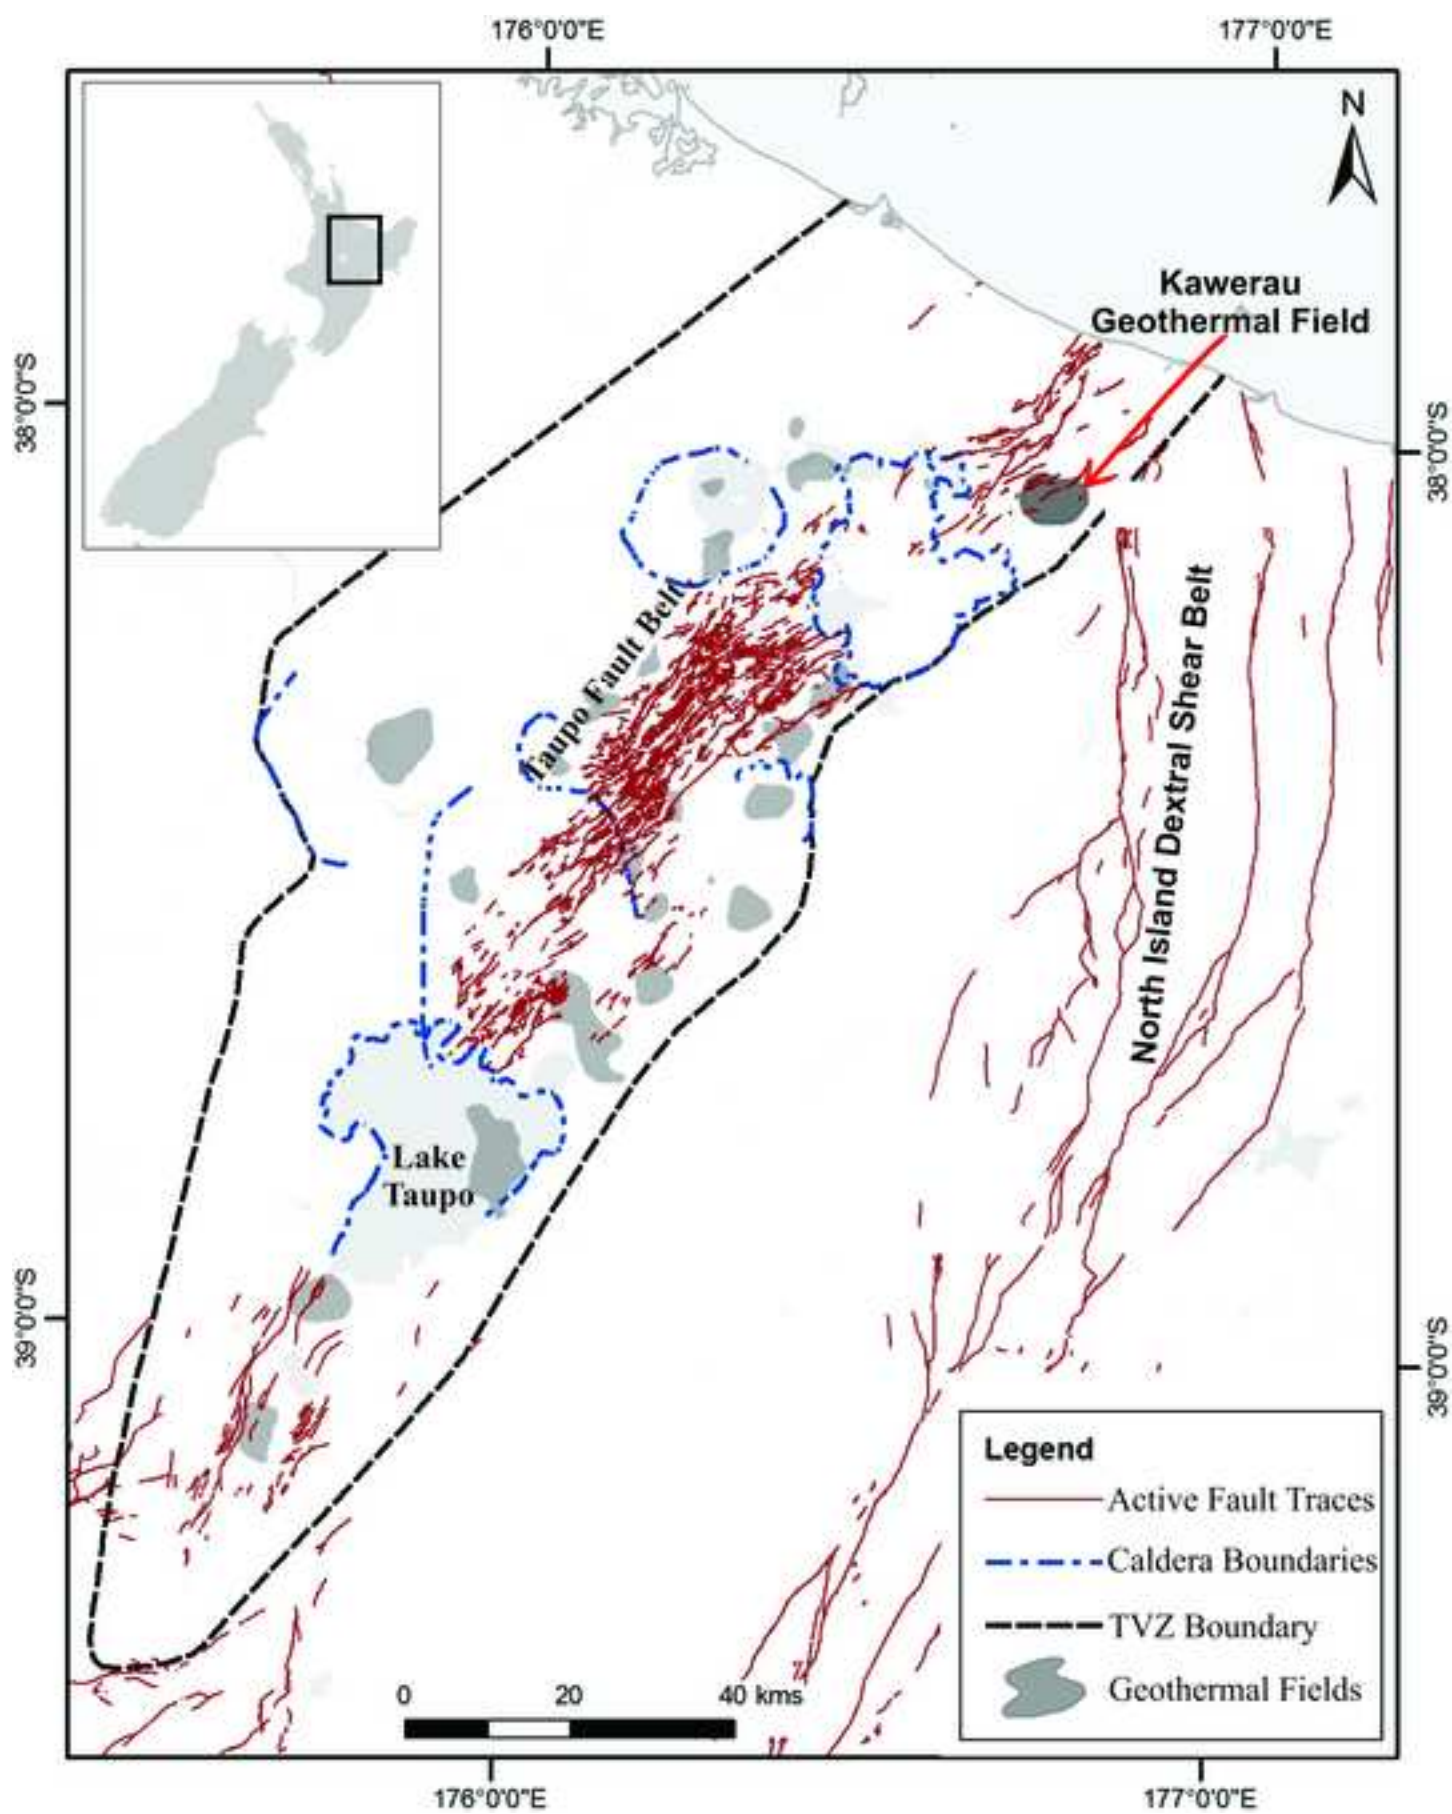 176°0'0"E
177°0'0"E
N
Kawerau
Geothermal Field
38°0'0"S
38°0'0"S
Taupo Fault Belt
North Island Dextral Shear Belt
Lake
Taupo
39°0'0"S
39°0'0"S
Legend
Active Fault Traces
Caldera Boundaries
TVZ Boundary
Geothermal Fields
0 20 40 kms
176°0'0"E
177°0'0"E